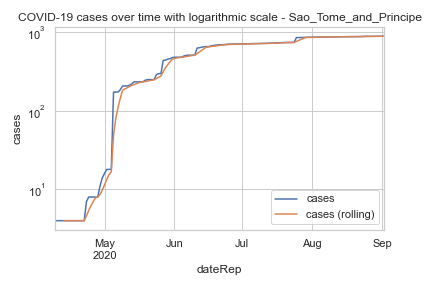 COVID-19 cases over time with logarithmic scale - Sao_Tome_and_Principe
10³
10²
10¹
cases
May
2020
Jun
Jul
Aug
Sep
dateRep
cases
cases (rolling)